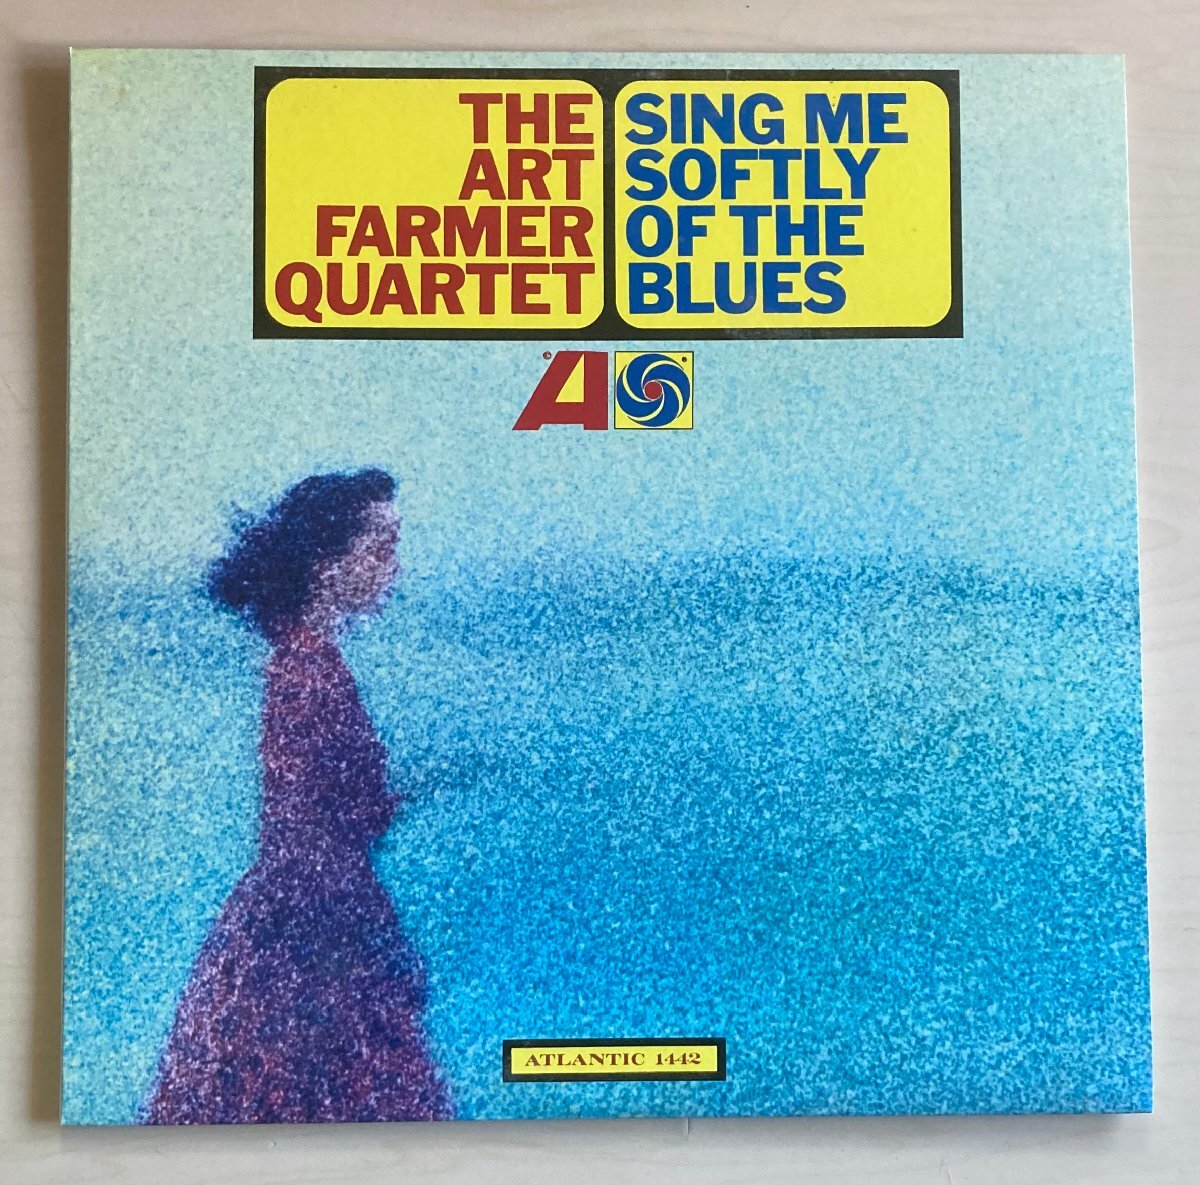 THE
ART
FARMER
QUARTET
SING ME
SOFTLY
OF THE
BLUES
A
ATLANTIC 1442